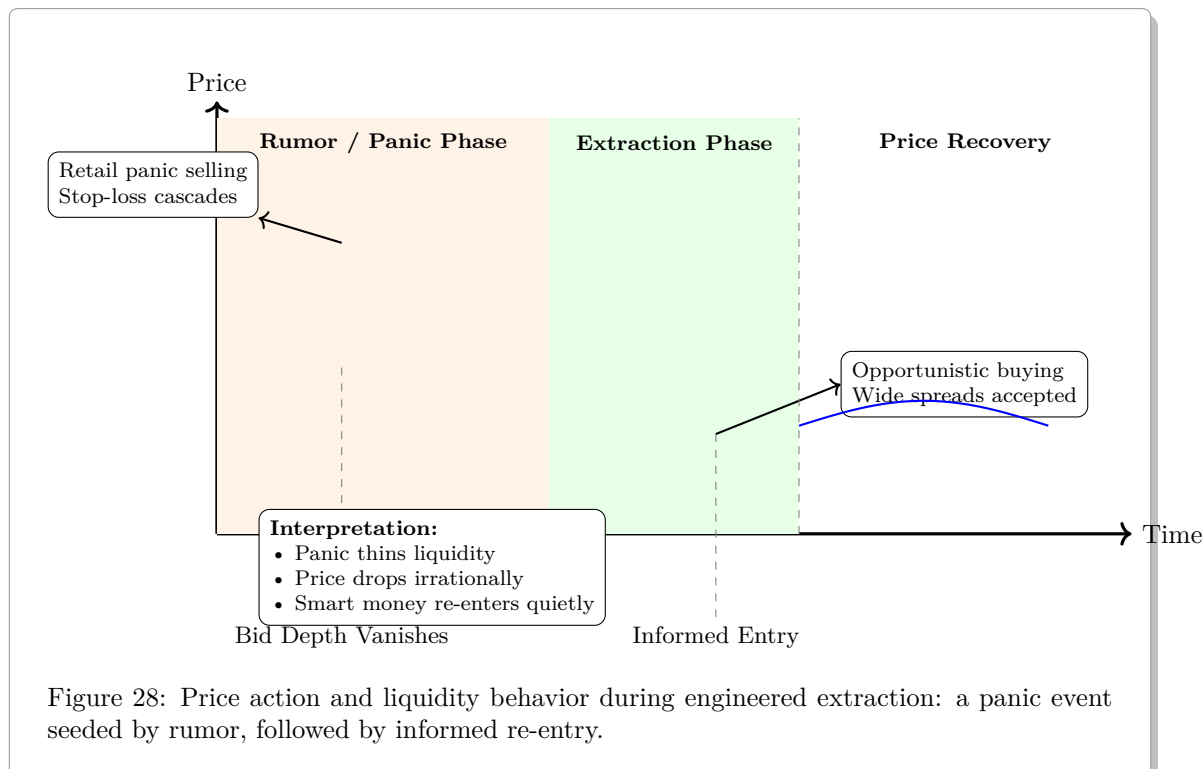 Price
Rumor / Panic Phase
Extraction Phase
Price Recovery
Retail panic selling
Stop-loss cascades
Opportunistic buying
Wide spreads accepted
Time
Interpretation:
• Panic thins liquidity
• Price drops irrationally
• Smart money re-enters quietly
Bid Depth Vanishes
Informed Entry
Figure 28: Price action and liquidity behavior during engineered extraction: a panic event
seeded by rumor, followed by informed re-entry.